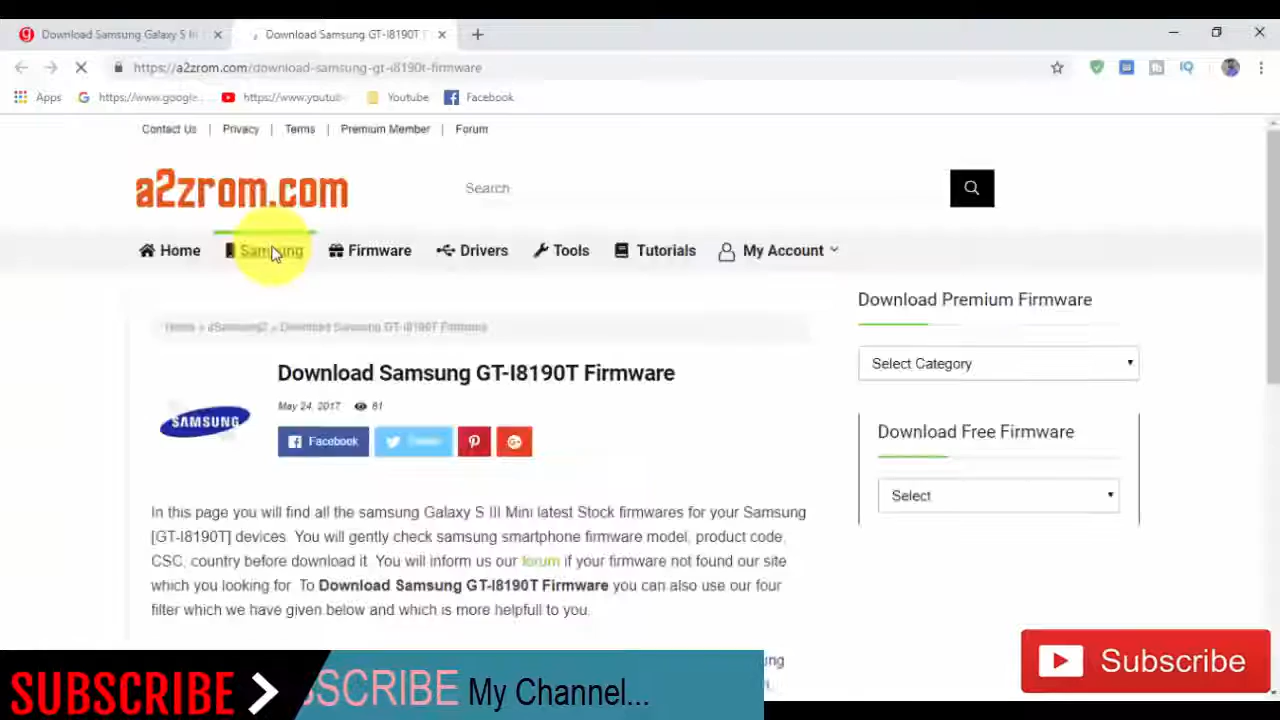 Download Samsung Galaxy S III
Download Samsung GT-I8190T
https://a2zrom.com/download-samsung-gt-i8190t-firmware
Apps
https://www.google...
https://www.youtub
Youtube
Facebook
Contact Us | Privacy | Terms | Premium Member | Forum
a2zrom.com
Search
Home
Samsung
Firmware
Drivers
Tools
Tutorials
My Account
Download Premium Firmware
Home » Download Samsung GT-I8190T Firmware
Select Category
Download Samsung GT-I8190T Firmware
May 24, 2017 61
SAMSUNG
Facebook
Download Free Firmware
Select
In this page you will find all the samsung Galaxy S III Mini latest Stock firmwares for your Samsung
[GT-I8190T] devices. You will gently check samsung smartphone firmware model, product code,
CSC, country before download it. You will inform us our forum if your firmware not found our site
which you looking for. To Download Samsung GT-I8190T Firmware you can also use our four
filter which we have given below and which is more helpfull to you.
SUBSCRIBE
SCRIBE My Channel...
Subscribe